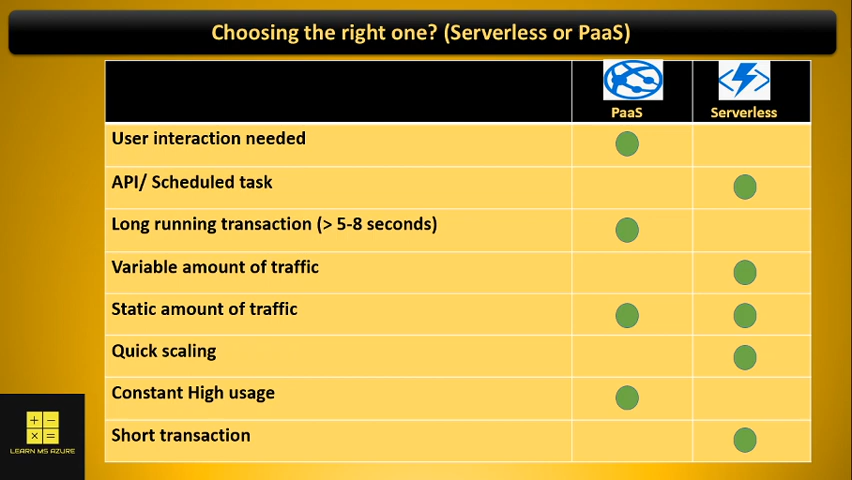 Choosing the right one? (Serverless or PaaS)
PaaS
Serverless
User interaction needed
API/ Scheduled task
Long running transaction (> 5-8 seconds)
Variable amount of traffic
Static amount of traffic
Quick scaling
Constant High usage
Short transaction
LEARN MS AZURE